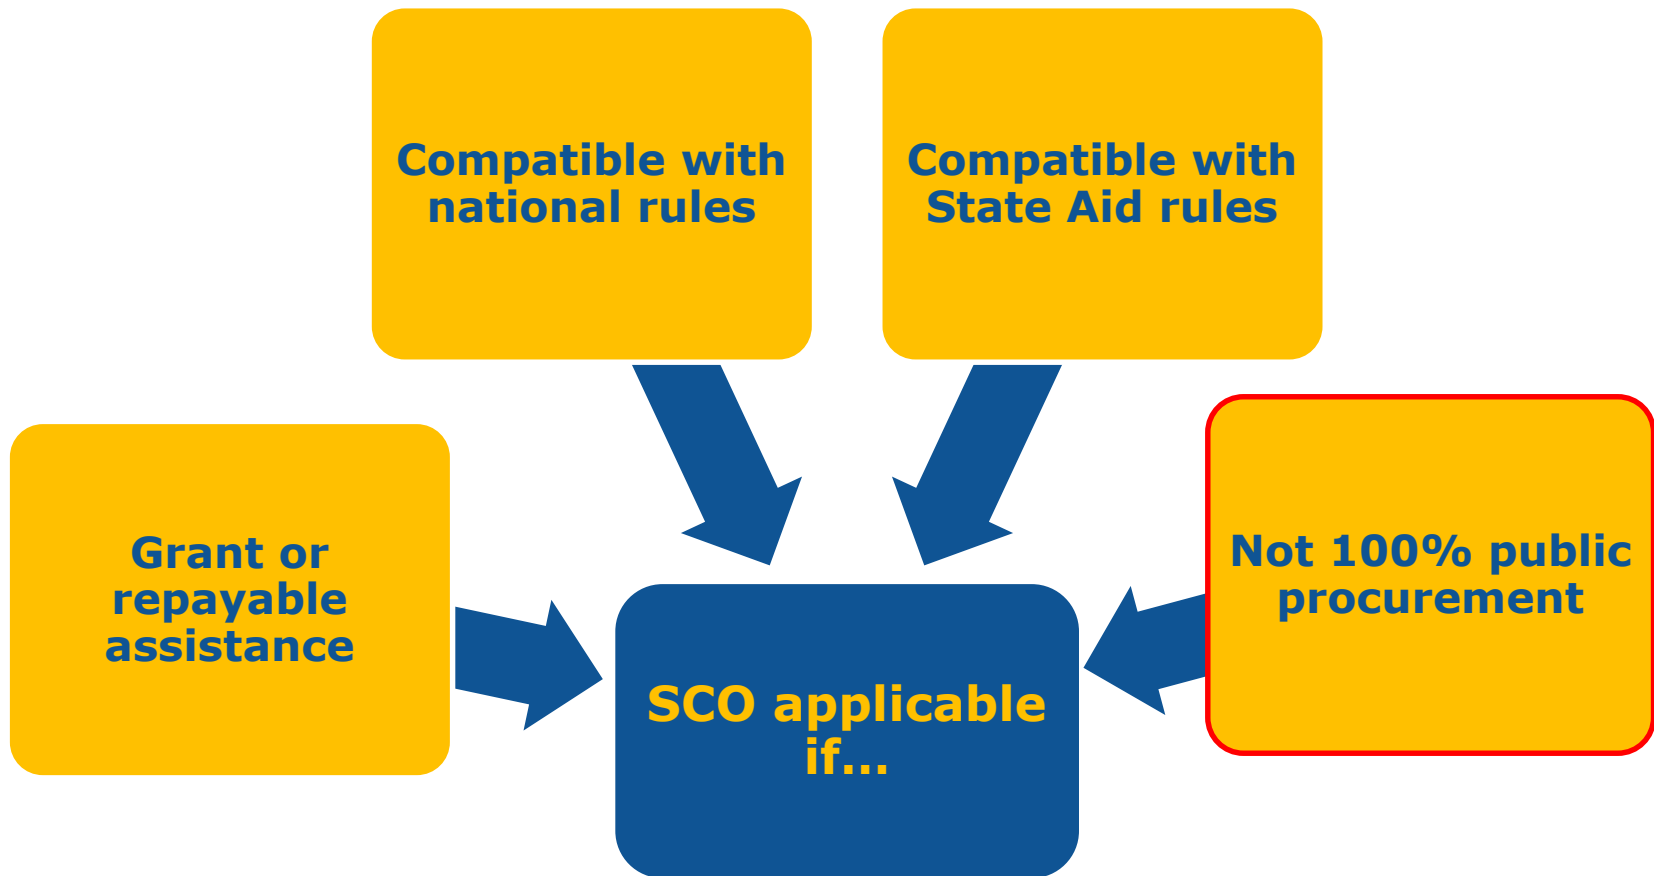 Compatible with
national rules
Compatible with
State Aid rules
Grant or
repayable
assistance
Not 100% public
procurement
SCO applicable
if...